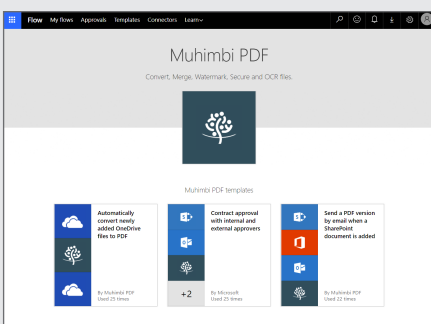 Flow My flows Approvals Templates Connectors Learn
Muhimbi PDF
Convert, Merge, Watermark, Secure and OCR files.
Muhimbi PDF templates
Automatically
convert newly
added OneDrive
files to PDF
By Muhimbi PDF
Used 25 times
Contract approval
with internal and
external approvers
+2
By Microsoft
Used 25 times
Send a PDF version
by email when a
SharePoint
document is added
By Muhimbi PDF
Used 22 times